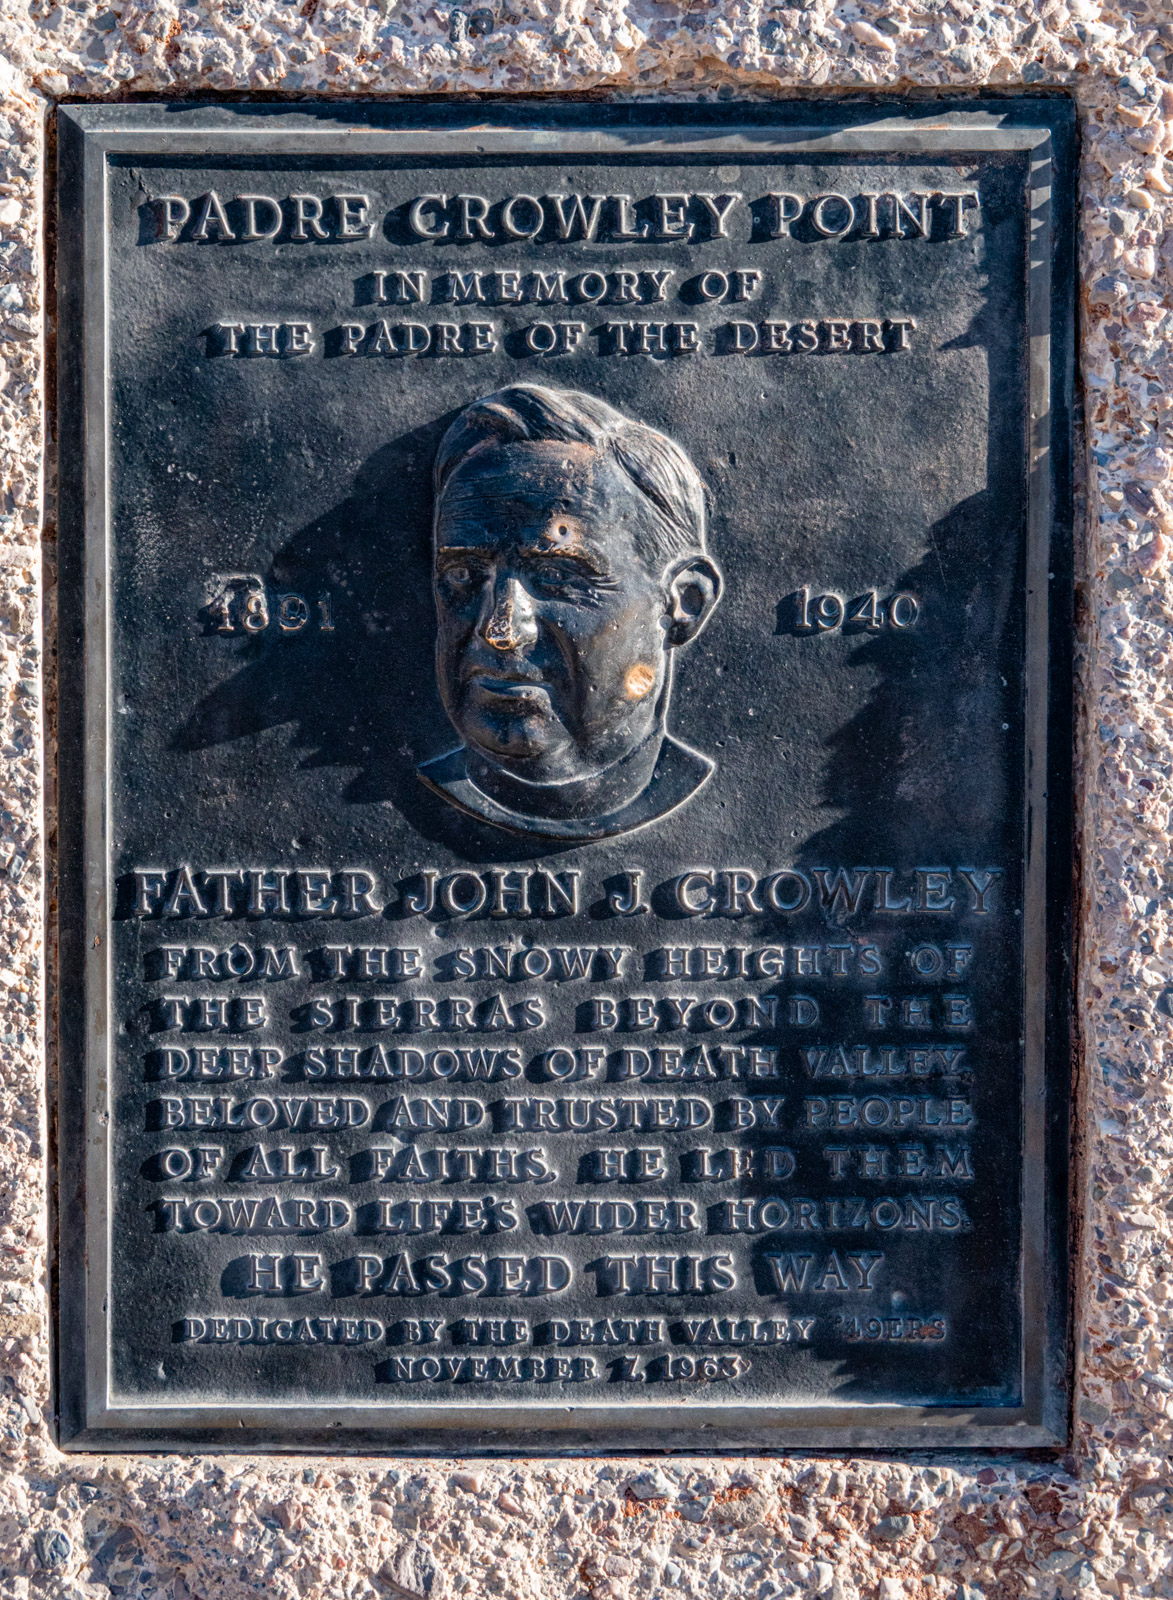 PADRE CROWLEY POINT
IN MEMORY OF
THE PADRE OF THE DESERT
1891 1940
FATHER JOHN J. CROWLEY
FROM THE SNOWY HEIGHTS OF
THE SIERRAS BEYOND THE
DEEP SHADOWS OF DEATH VALLEY,
BELOVED AND TRUSTED BY PEOPLE
OF ALL FAITHS, HE LED THEM
TOWARD LIFE'S WIDER HORIZONS.
HE PASSED THIS WAY
DEDICATED BY THE DEATH VALLEY '49ERS
NOVEMBER 7, 1963